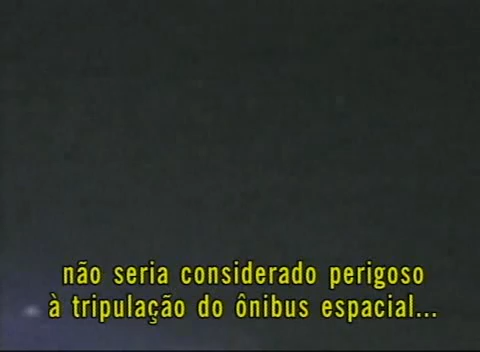 não seria considerado perigoso
à tripulação do ônibus espacial...